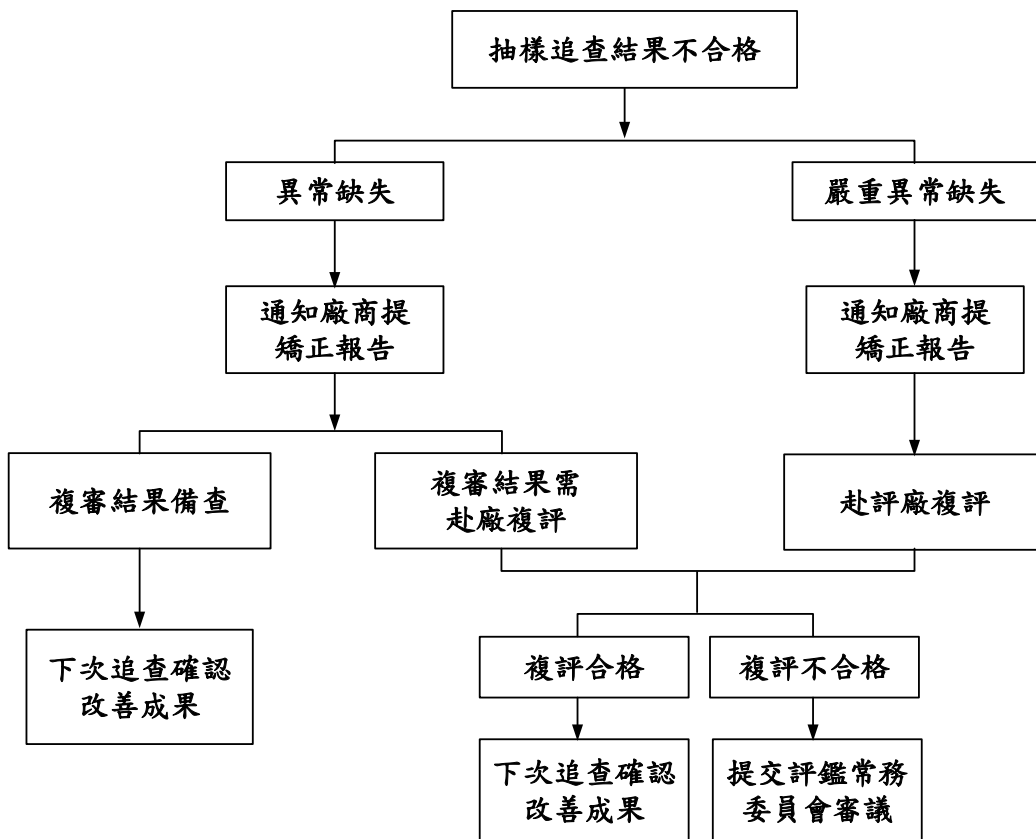 抽樣追查結果不合格
異常缺失
嚴重異常缺失
通知廠商提
矯正報告
通知廠商提
矯正報告
複審結果備查
複審結果需
赴廠複評
赴評廠複評
下次追查確認
改善成果
複評合格
複評不合格
下次追查確認
改善成果
提交評鑑常務
委員會審議